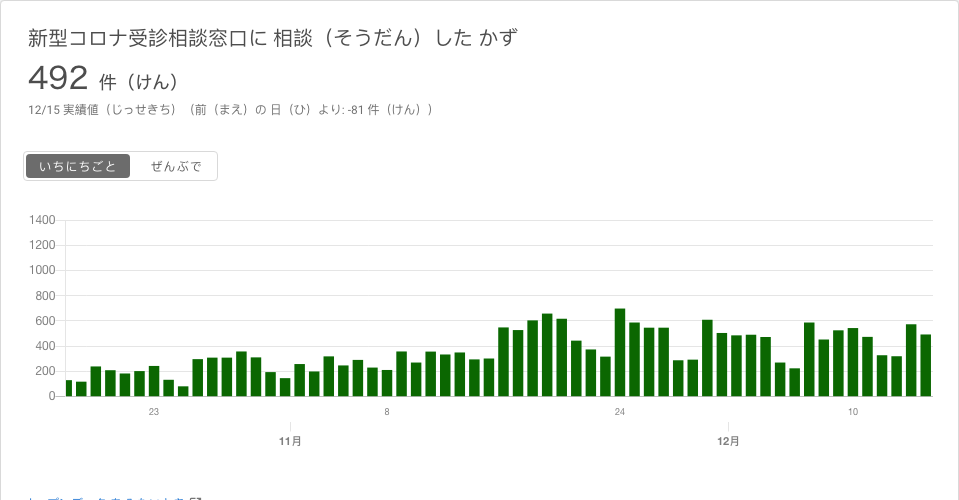 新型コロナ受診相談窓口に 相談（そうだん）した かず
492 件（けん）
12/15 実績値（じっせきち）（前（まえ）の 日（ひ）より: -81 件（けん））
いちにちごと ぜんぶで
1400
1200
1000
800
600
400
200
0
23 8 24 10
11月 12月